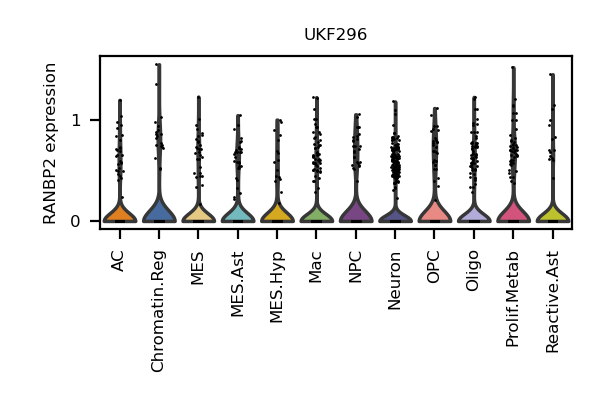 UKF296
RANBP2 expression
1
0
AC
Chromatin.Reg
MES
MES.Ast
MES.Hyp
Mac
NPC
Neuron
OPC
Oligo
Prolif.Metab
Reactive.Ast